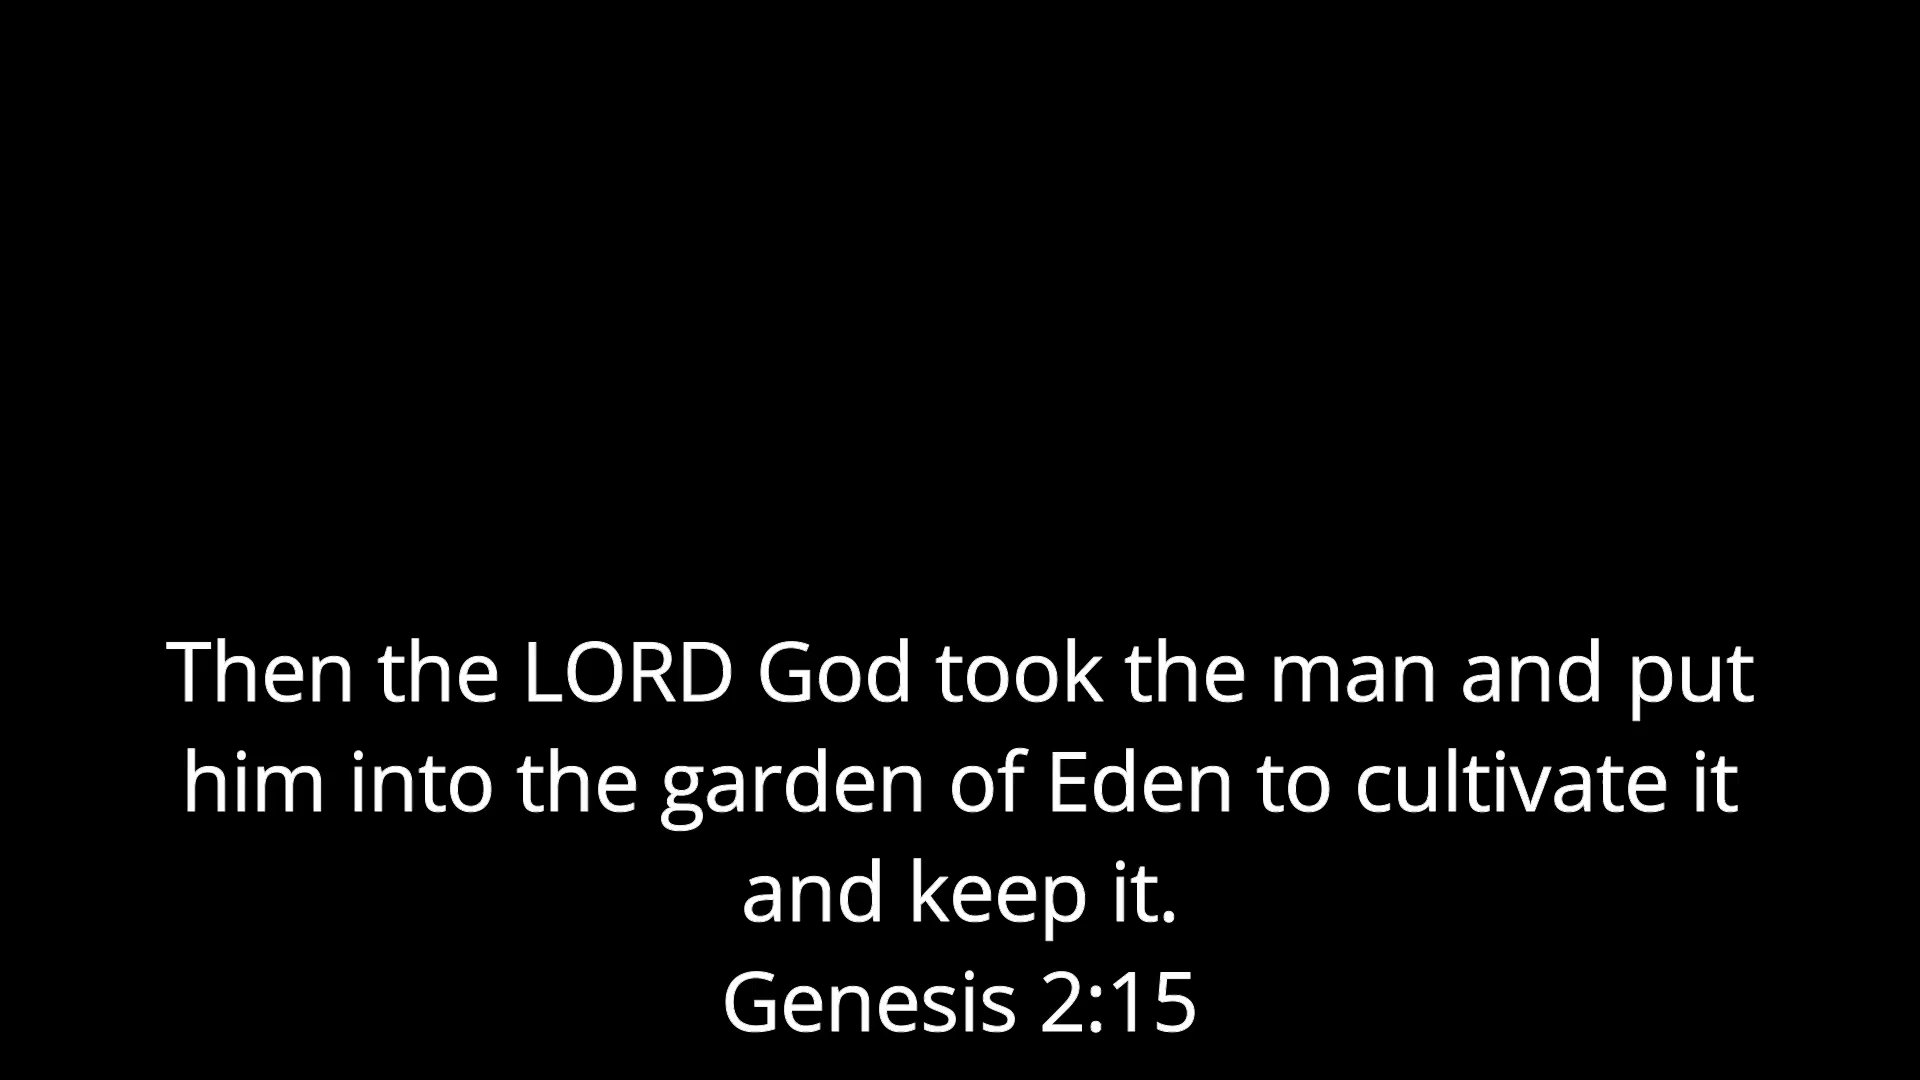 Then the LORD God took the man and put
him into the garden of Eden to cultivate it
and keep it.
Genesis 2:15